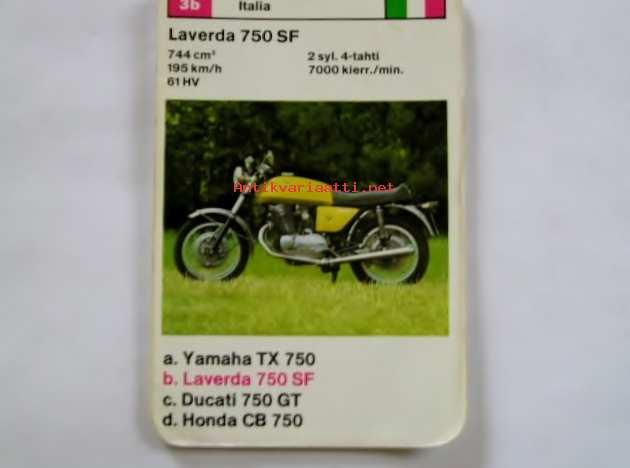 3b
Italia
Laverda 750 SF
744 cm³
2 syl. 4-tahti
195 km/h
7000 kierr./min.
61 HV
Antikvariaatti.net
a. Yamaha TX 750
b. Laverda 750 SF
c. Ducati 750 GT
d. Honda CB 750